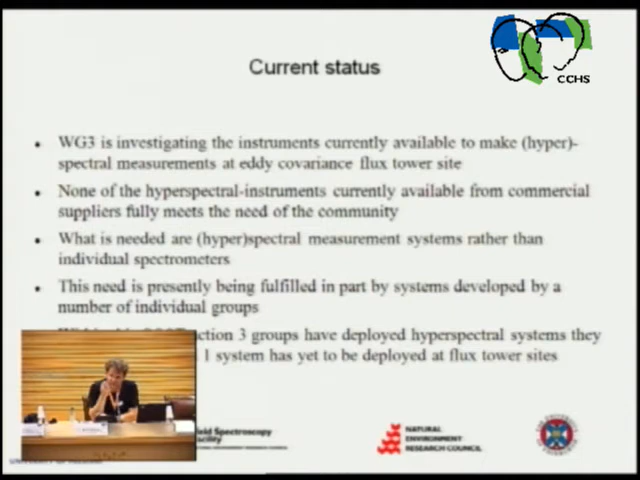 CCHS
Current status
• WG3 is investigating the instruments currently available to make (hyper)-
spectral measurements at eddy covariance flux tower site
• None of the hyperspectral-instruments currently available from commercial
suppliers fully meets the need of the community
• What is needed are (hyper)spectral measurement systems rather than
individual spectrometers
• This need is presently being fulfilled in part by systems developed by a
number of individual groups
• ction 3 groups have deployed hyperspectral systems they
1 system has yet to be deployed at flux tower sites
ield Spectroscopy
acility
NATURAL
ENVIRONMENT
RESEARCH COUNCIL